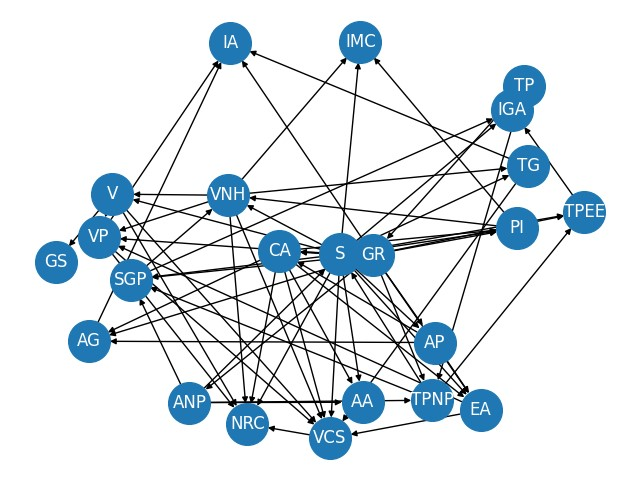 IA
IMC
TP
IGA
TG
V
VNH
TPEE
PI
VP
GS
CA
S
GR
SGP
AG
AP
ANP
AA
TPNP
EA
NRC
VCS